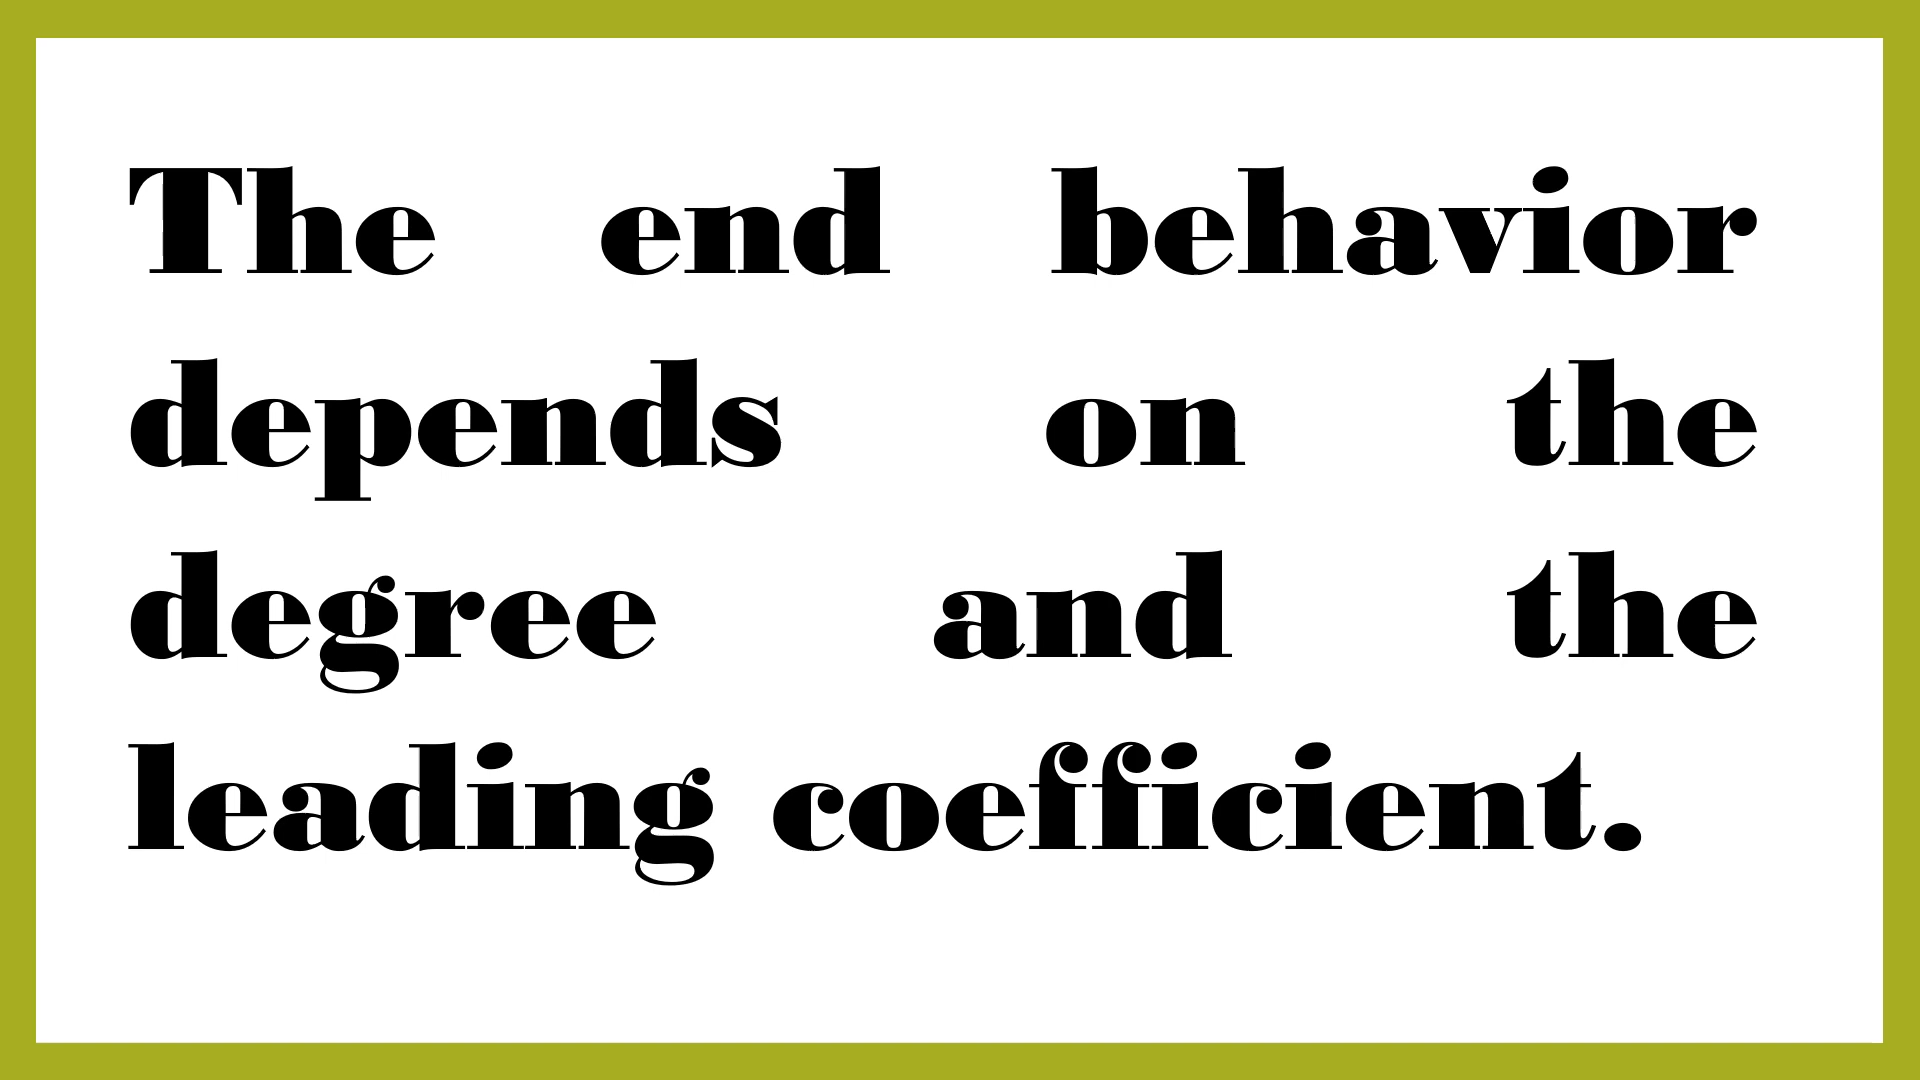 The end behavior
depends on the
degree and the
leading coefficient.